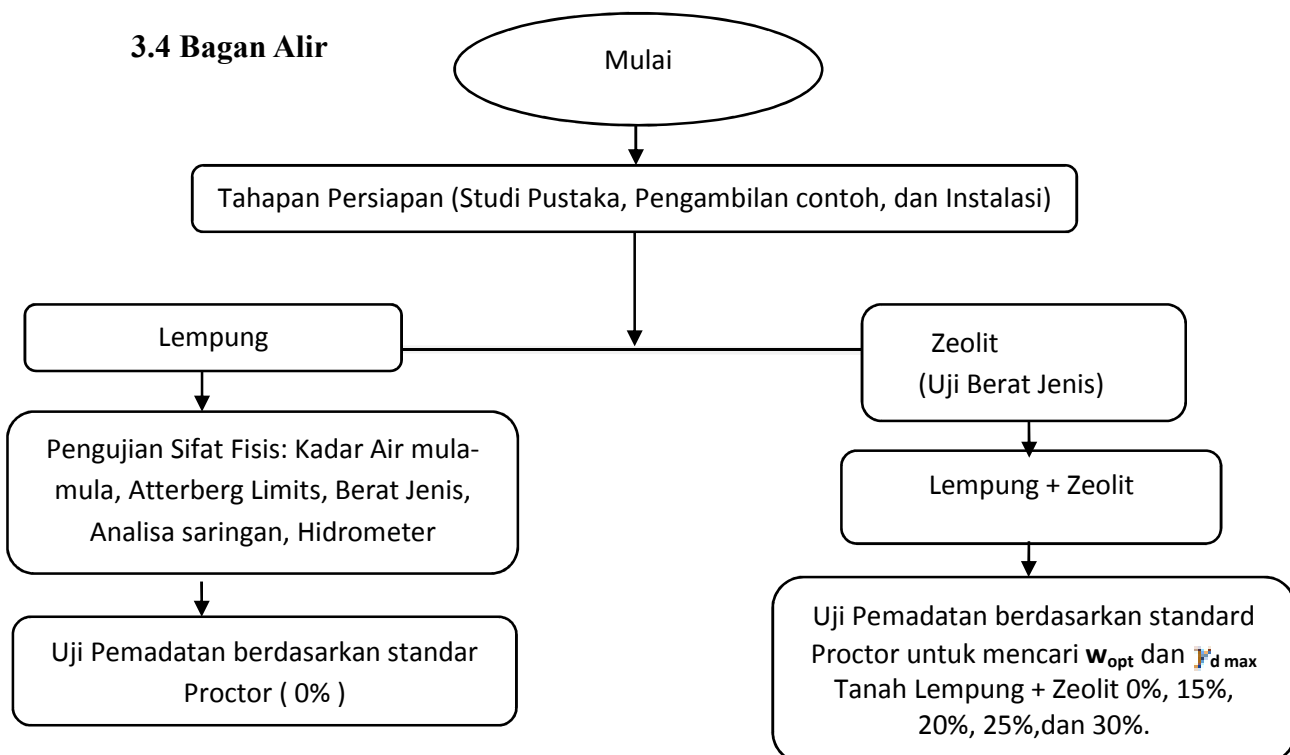 3.4 Bagan Alir
Mulai
Tahapan Persiapan (Studi Pustaka, Pengambilan contoh, dan Instalasi)
Lempung
Pengujian Sifat Fisis: Kadar Air mula-
mula, Atterberg Limits, Berat Jenis,
Analisa saringan, Hidrometer
Uji Pemadatan berdasarkan standar
Proctor ( 0% )
Zeolit
(Uji Berat Jenis)
Lempung + Zeolit
Uji Pemadatan berdasarkan standard
Proctor untuk mencari wopt dan γd max
Tanah Lempung + Zeolit 0%, 15%,
20%, 25%,dan 30%.